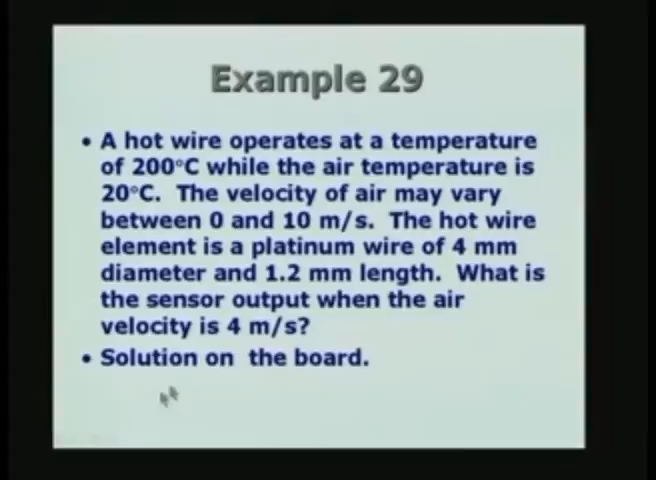 Example 29
• A hot wire operates at a temperature
of 200°C while the air temperature is
20°C. The velocity of air may vary
between 0 and 10 m/s. The hot wire
element is a platinum wire of 4 mm
diameter and 1.2 mm length. What is
the sensor output when the air
velocity is 4 m/s?
• Solution on the board.